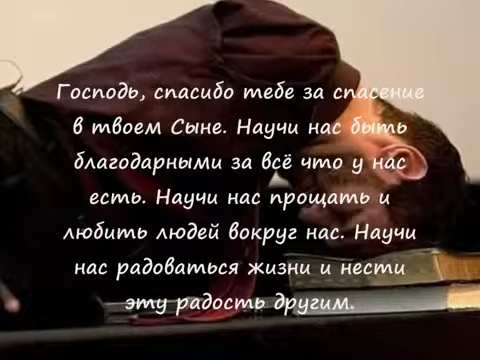 Господь, спасибо тебе за спасение
в твоем Сыне. Научи нас быть
благодарными за всё что у нас
есть. Научи нас прощать и
любить людей вокруг нас. Научи
нас радоваться жизни и нести
эту радость другим.